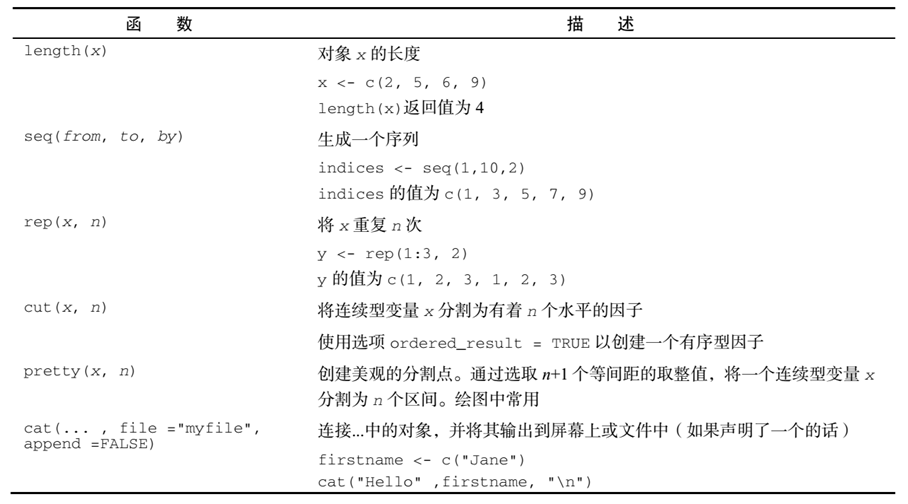 函 数 描 述
length(x) 对象 x 的长度
x <- c(2, 5, 6, 9)
length(x)返回值为 4
seq(from, to, by) 生成一个序列
indices <- seq(1,10,2)
indices 的值为 c(1, 3, 5, 7, 9)
rep(x, n) 将 x 重复 n 次
y <- rep(1:3, 2)
y 的值为 c(1, 2, 3, 1, 2, 3)
cut(x, n) 将连续型变量 x 分割为有着 n 个水平的因子
使用选项 ordered_result = TRUE 以创建一个有序型因子
pretty(x, n) 创建美观的分割点。通过选取 n+1 个等间距的取整值，将一个连续型变量 x
分割为 n 个区间。绘图中常用
cat(... , file ="myfile", 连接...中的对象，并将其输出到屏幕上或文件中（如果声明了一个的话）
append =FALSE)
firstname <- c("Jane")
cat("Hello" ,firstname, "\n")